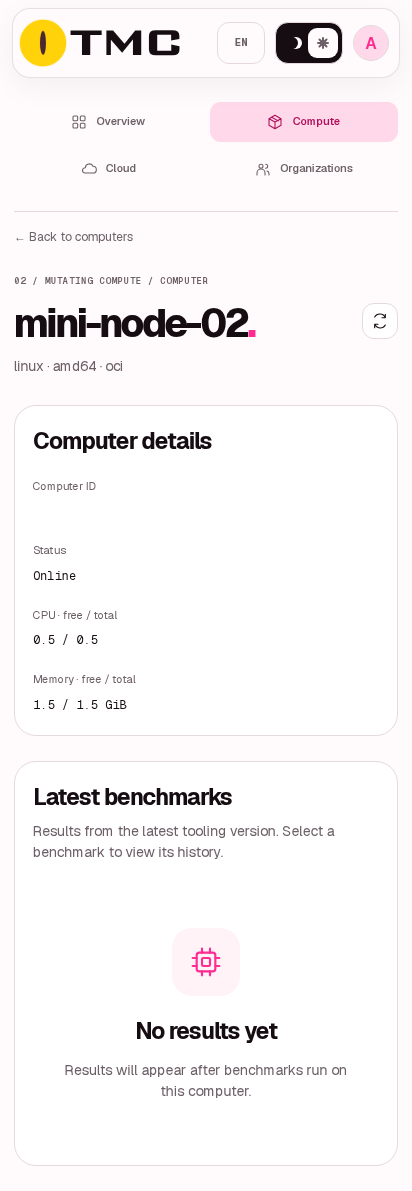 TMC
EN
A
Overview
Compute
Cloud
Organizations
← Back to computers
02 / MUTATING COMPUTE / COMPUTER
mini-node-02.
linux · amd64 · oci
Computer details
Computer ID
Status
Online
CPU · free / total
0.5 / 0.5
Memory · free / total
1.5 / 1.5 GiB
Latest benchmarks
Results from the latest tooling version. Select a
benchmark to view its history.
No results yet
Results will appear after benchmarks run on
this computer.